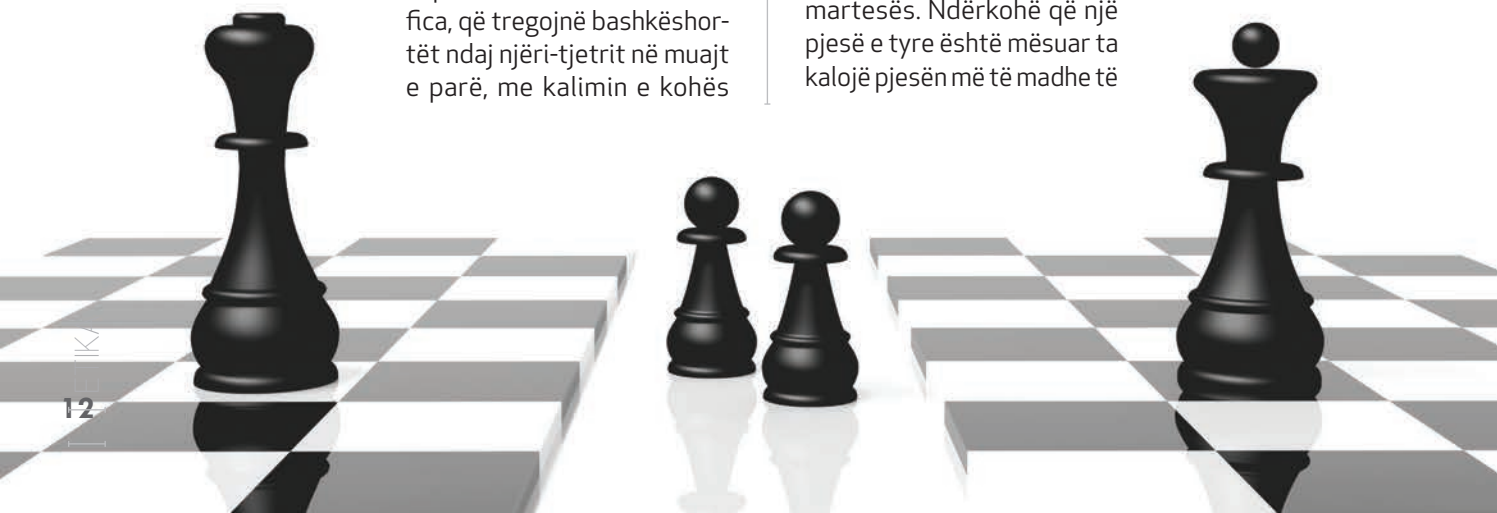 fica, që tregojnë bashkëshor-
tët ndaj njëri-tjetrit në muajt
e parë, me kalimin e kohës
martesës. Ndërkohë që një
pjesë e tyre është mësuar ta
kalojë pjesën më të madhe të
12